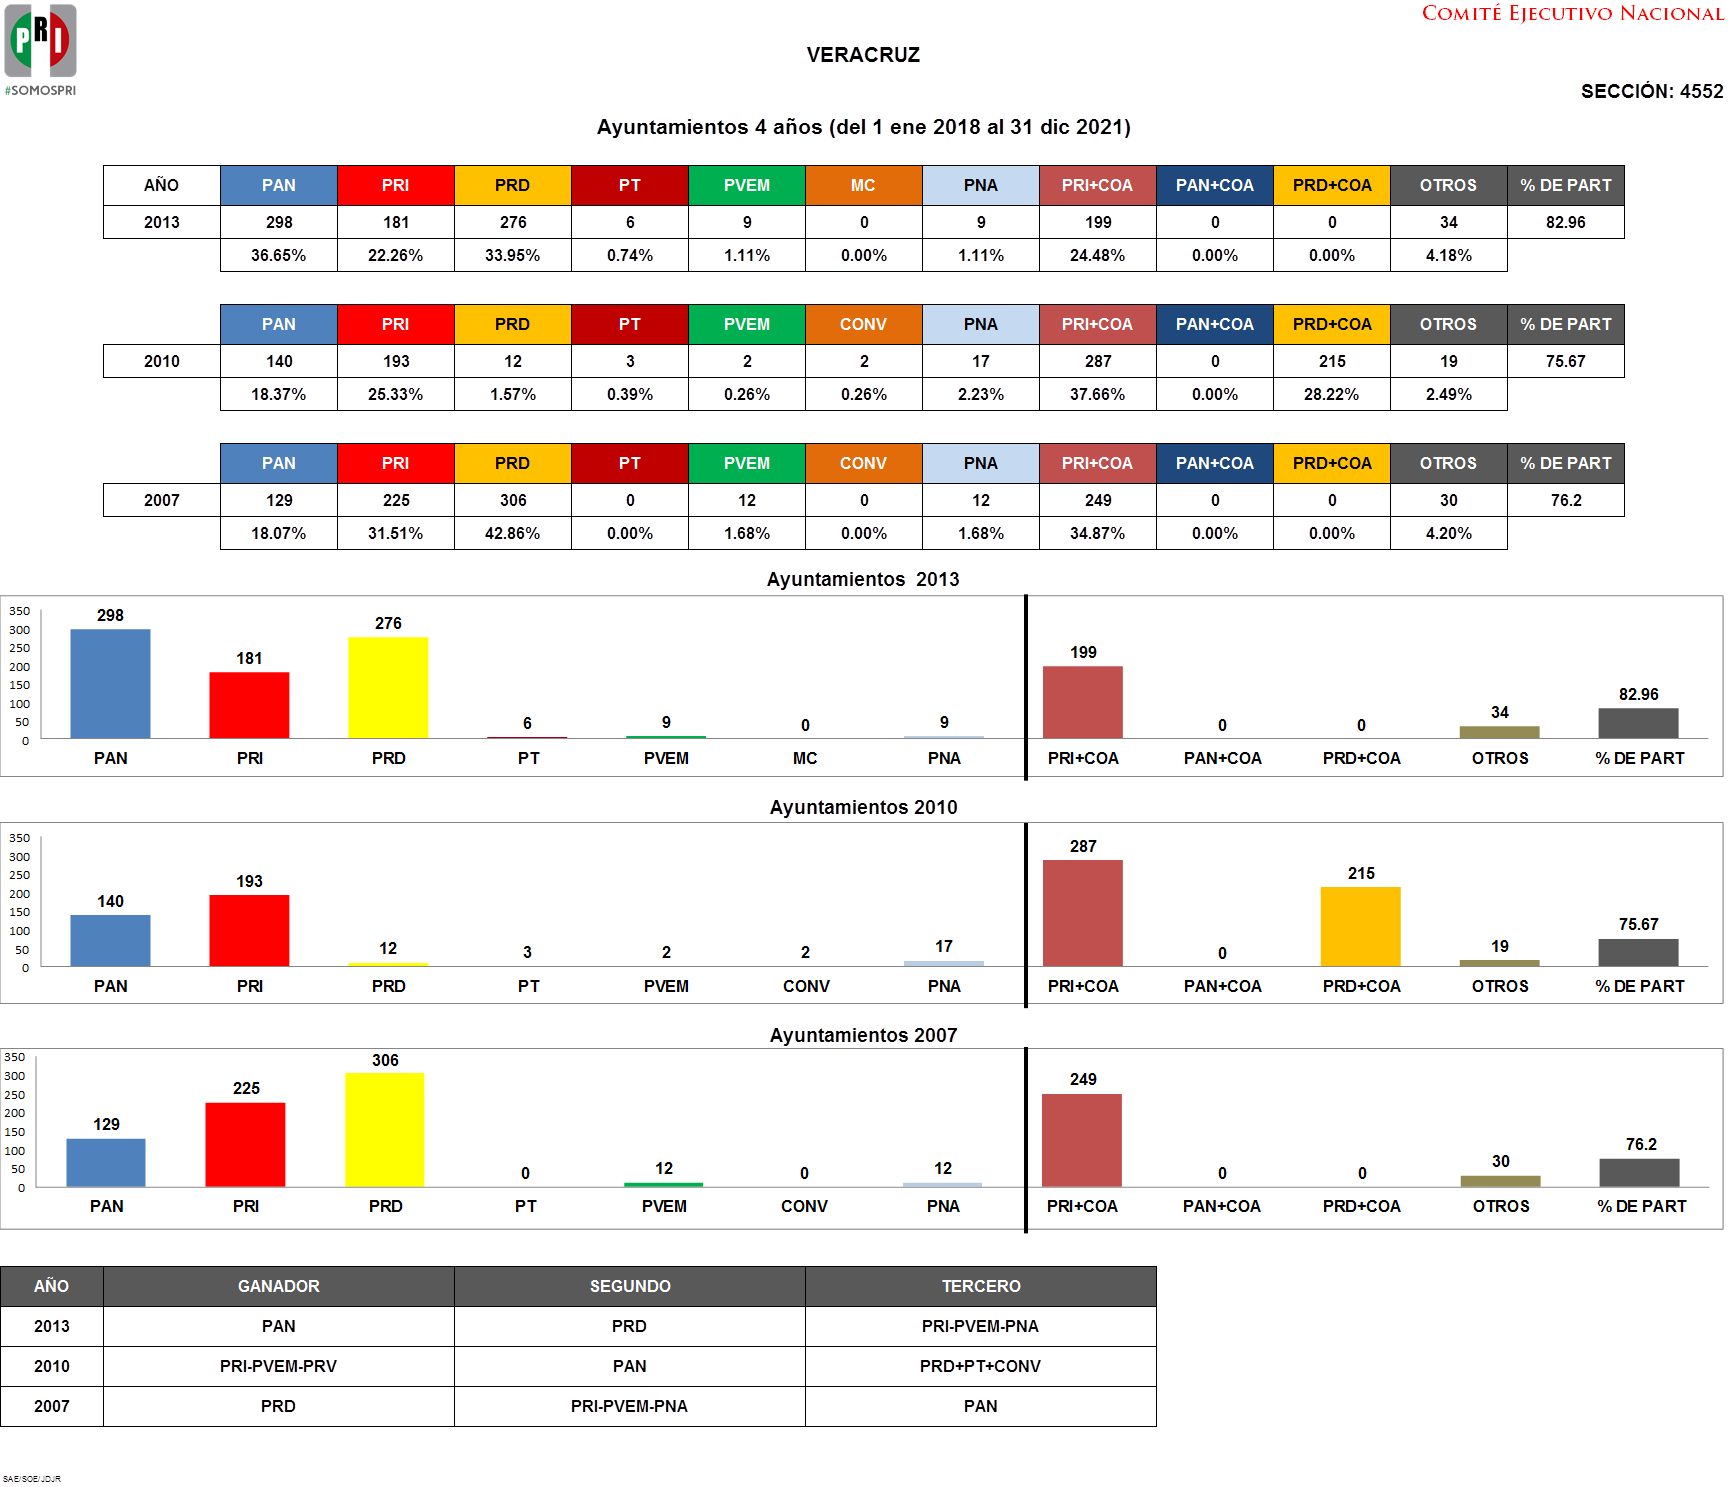 COMITÉ EJECUTIVO NACIONAL
PRI
#SOMOSPRI
VERACRUZ
SECCIÓN: 4552
Ayuntamientos 4 años (del 1 ene 2018 al 31 dic 2021)
AÑO PAN PRI PRD PT PVEM MC PNA PRI+COA PAN+COA PRD+COA OTROS % DE PART
2013 298 181 276 6 9 0 9 199 0 0 34 82.96
36.65% 22.26% 33.95% 0.74% 1.11% 0.00% 1.11% 24.48% 0.00% 0.00% 4.18%
PAN PRI PRD PT PVEM CONV PNA PRI+COA PAN+COA PRD+COA OTROS % DE PART
2010 140 193 12 3 2 2 17 287 0 215 19 75.67
18.37% 25.33% 1.57% 0.39% 0.26% 0.26% 2.23% 37.66% 0.00% 28.22% 2.49%
PAN PRI PRD PT PVEM CONV PNA PRI+COA PAN+COA PRD+COA OTROS % DE PART
2007 129 225 306 0 12 0 12 249 0 0 30 76.2
18.07% 31.51% 42.86% 0.00% 1.68% 0.00% 1.68% 34.87% 0.00% 0.00% 4.20%
Ayuntamientos 2013
350
300
250
200
150
100
50
0
298 181 276 6 9 0 9 199 0 0 34 82.96
PAN PRI PRD PT PVEM MC PNA PRI+COA PAN+COA PRD+COA OTROS % DE PART
Ayuntamientos 2010
350
300
250
200
150
100
50
0
140 193 12 3 2 2 17 287 0 215 19 75.67
PAN PRI PRD PT PVEM CONV PNA PRI+COA PAN+COA PRD+COA OTROS % DE PART
Ayuntamientos 2007
350
300
250
200
150
100
50
0
129 225 306 0 12 0 12 249 0 0 30 76.2
PAN PRI PRD PT PVEM CONV PNA PRI+COA PAN+COA PRD+COA OTROS % DE PART
AÑO GANADOR SEGUNDO TERCERO
2013 PAN PRD PRI-PVEM-PNA
2010 PRI-PVEM-PRV PAN PRD+PT+CONV
2007 PRD PRI-PVEM-PNA PAN
SAE/SOE/JDJR